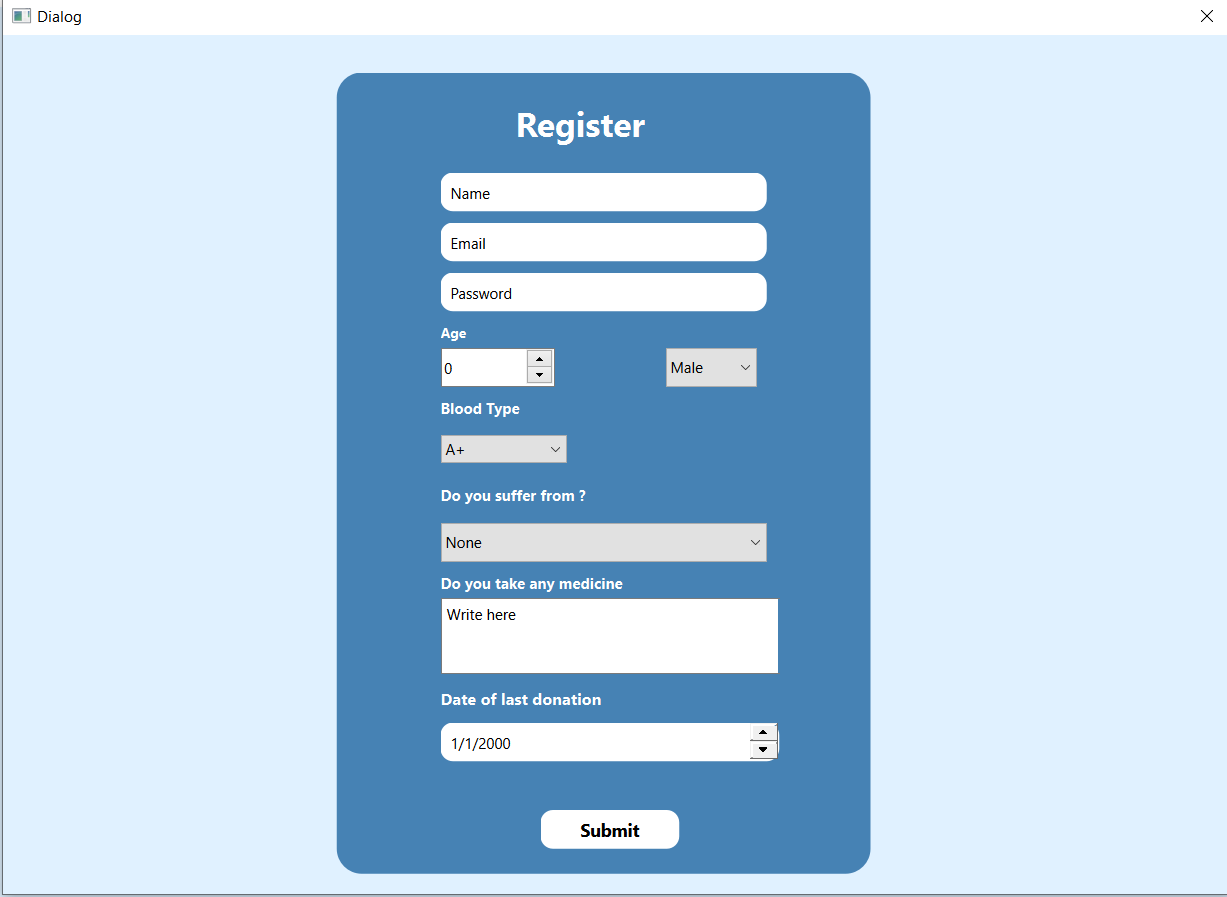 Dialog
Register
Name
Email
Password
Age
0 Male
Blood Type
A+
Do you suffer from ?
None
Do you take any medicine
Write here
Date of last donation
1/1/2000
Submit